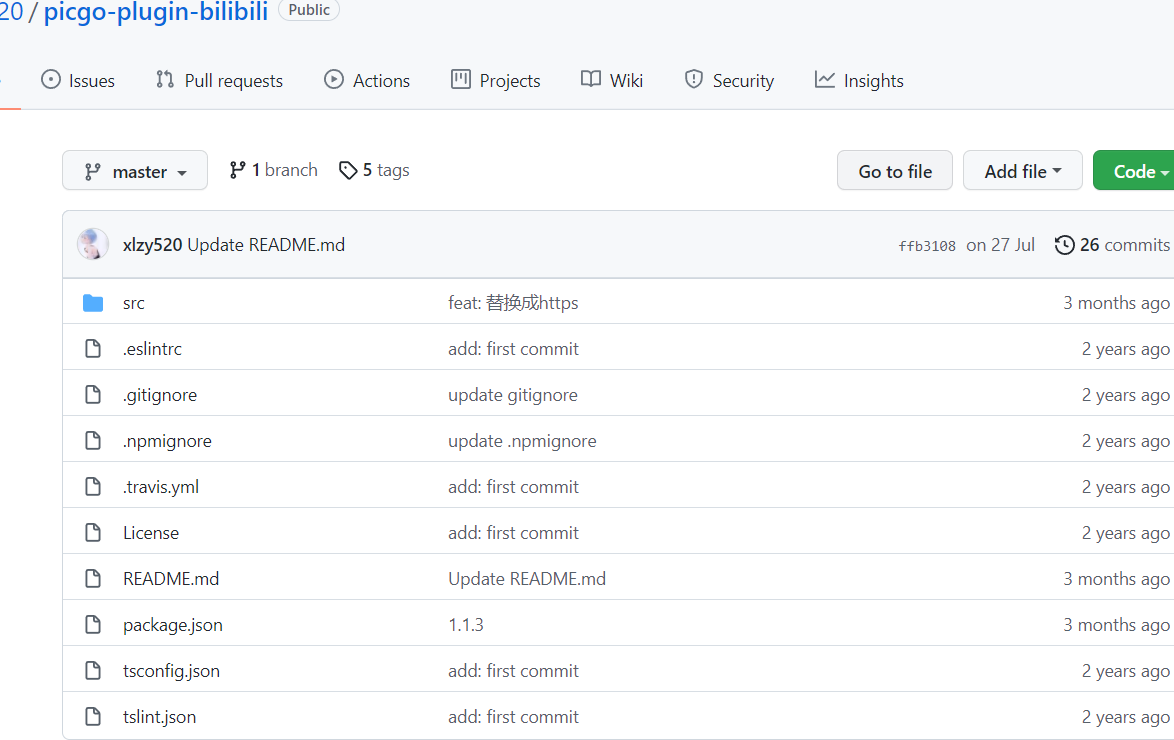 20 / picgo-plugin-bilibili Public
Issues Pull requests Actions Projects Wiki Security Insights
master 1 branch 5 tags Go to file Add file Code
xlzy520 Update README.md ffb3108 on 27 Jul 26 commits
src feat: 替换成https 3 months ago
.eslintrc add: first commit 2 years ago
.gitignore update gitignore 2 years ago
.npmignore update .npmignore 2 years ago
.travis.yml add: first commit 2 years ago
License add: first commit 2 years ago
README.md Update README.md 3 months ago
package.json 1.1.3 3 months ago
tsconfig.json add: first commit 2 years ago
tslint.json add: first commit 2 years ago